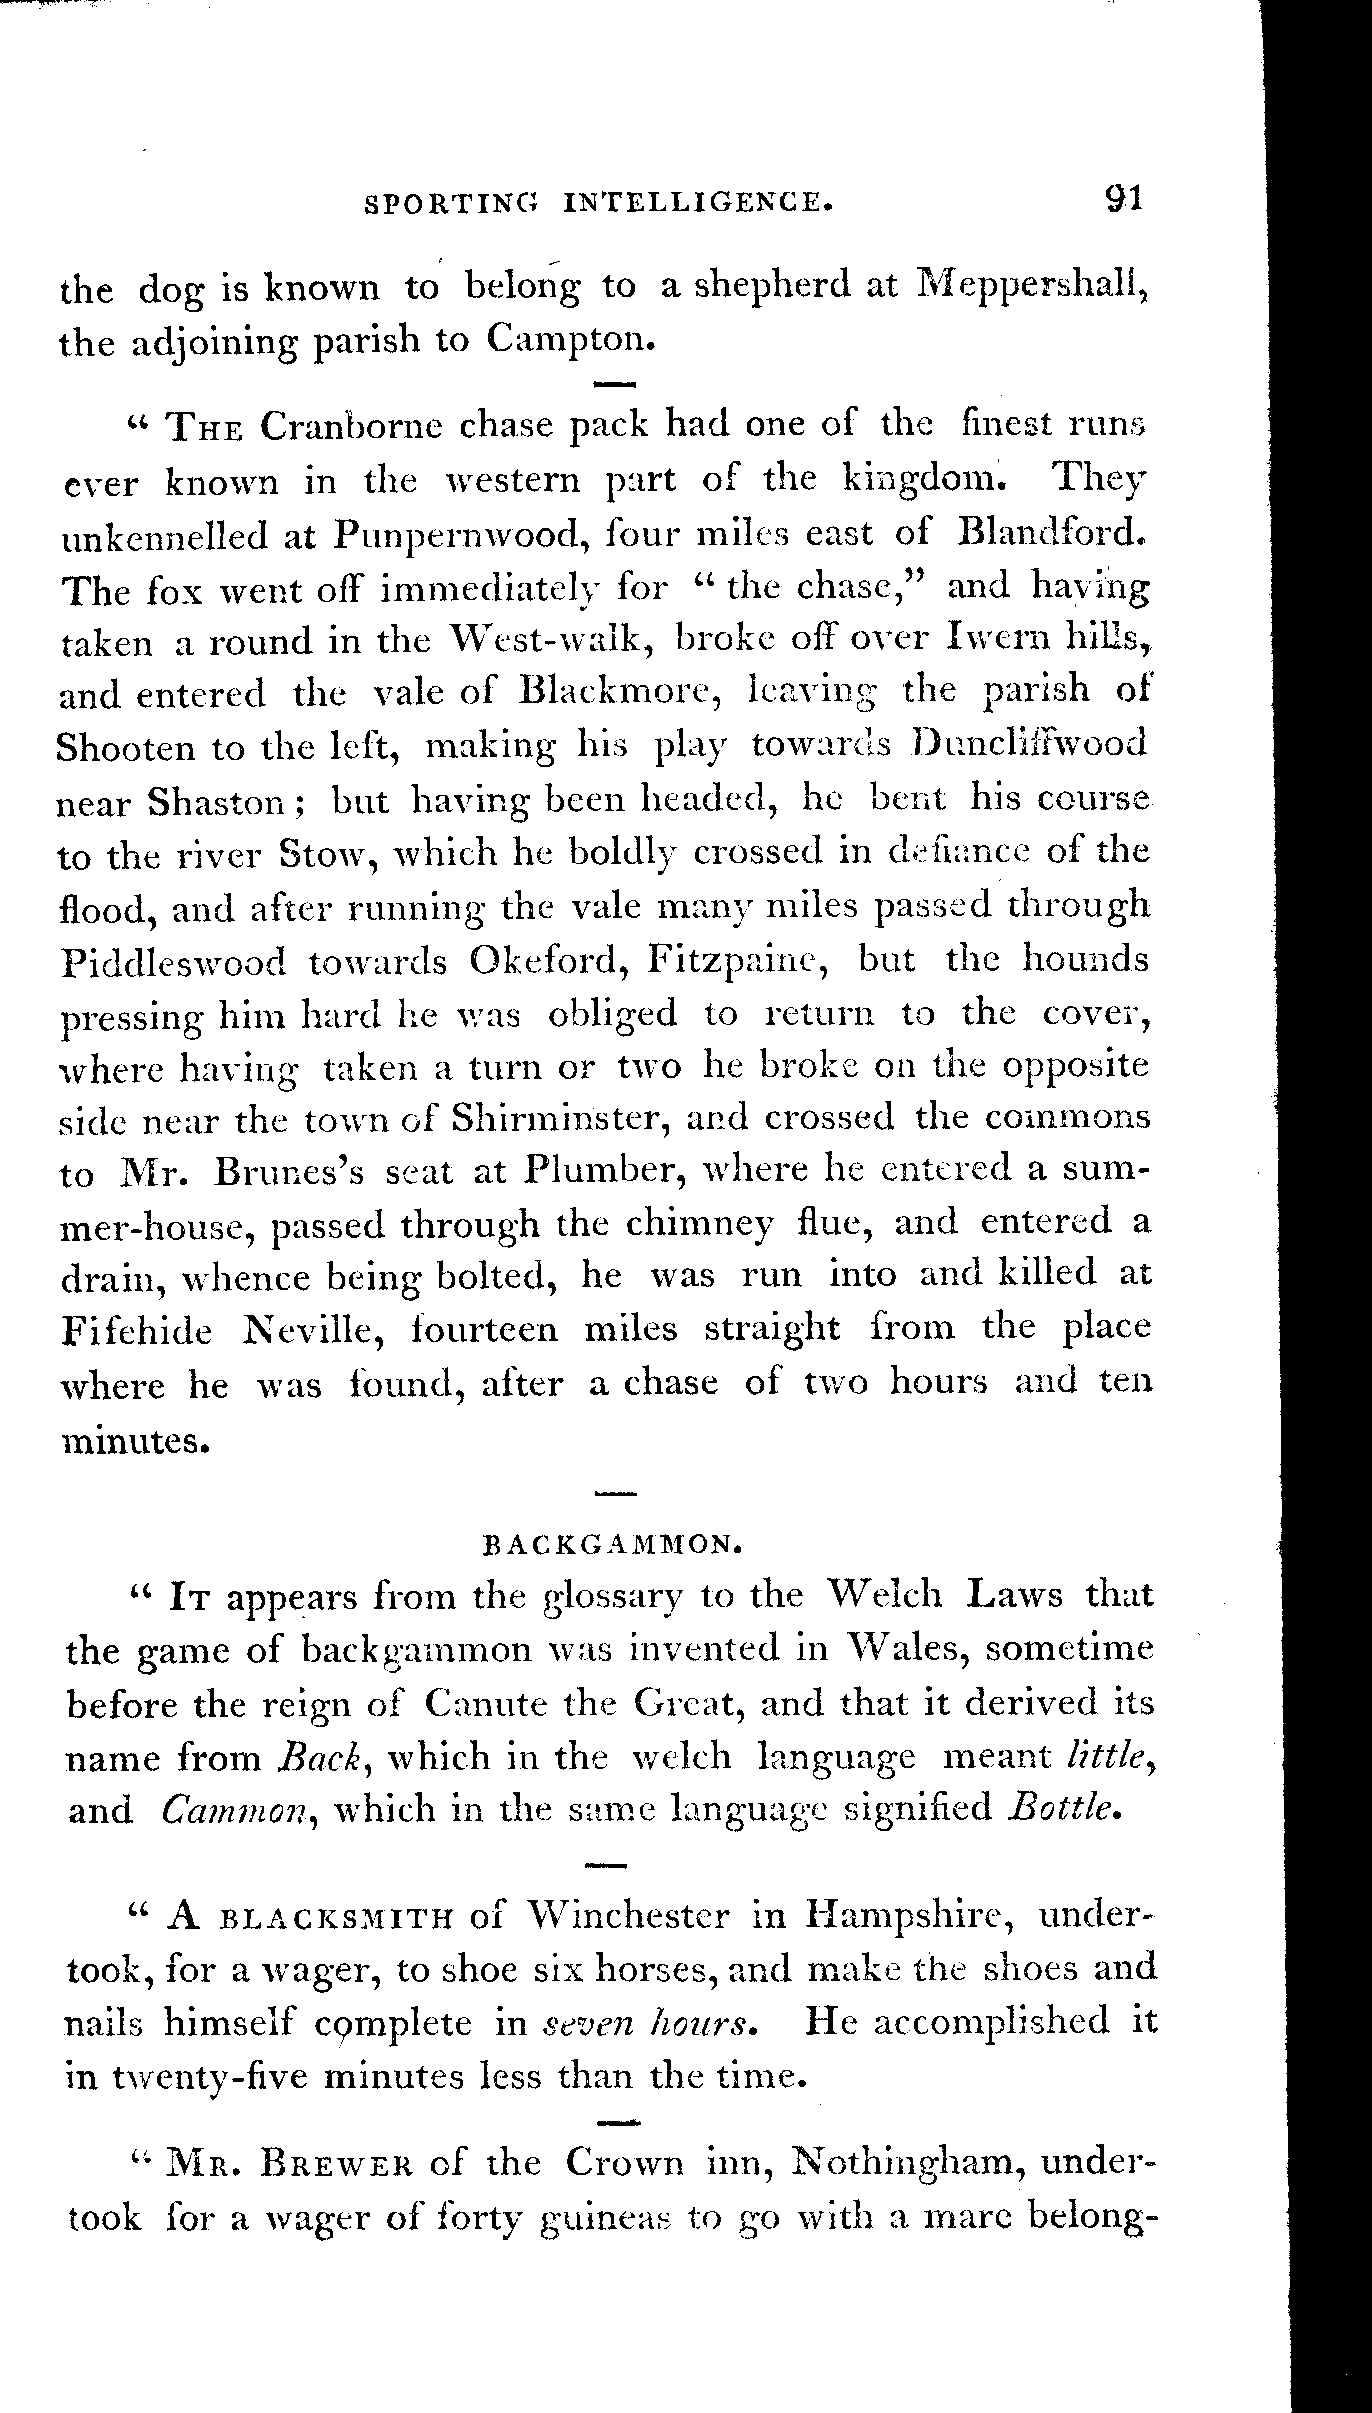 SPORTING INTELLIGENCE. 91
the dog is known to belong to a shepherd at Meppershall,
the adjoining parish to Campton.
“ THE Cranborne chase pack had one of the finest runs
ever known in the western part of the kingdom. They
unkennelled at Punpernwood, four miles east of Blandford.
The fox went off immediately for “ the chase,” and having
taken a round in the West-walk, broke off over Iwern hills,
and entered the vale of Blackmore, leaving the parish of
Shooten to the left, making his play towards Duncliffwood
near Shaston ; but having been headed, he bent his course
to the river Stow, which he boldly crossed in defiance of the
flood, and after running the vale many miles passed through
Piddleswood towards Okeford, Fitzpaine, but the hounds
pressing him hard he was obliged to return to the cover,
where having taken a turn or two he broke on the opposite
side near the town of Shirminster, and crossed the commons
to Mr. Brunes’s seat at Plumber, where he entered a sum-
mer-house, passed through the chimney flue, and entered a
drain, whence being bolted, he was run into and killed at
Fifehide Neville, fourteen miles straight from the place
where he was found, after a chase of two hours and ten
minutes.
BACKGAMMON.
“ IT appears from the glossary to the Welch Laws that
the game of backgammon was invented in Wales, sometime
before the reign of Canute the Great, and that it derived its
name from Back, which in the welch language meant little,
and Cammon, which in the same language signified Bottle.
“ A BLACKSMITH of Winchester in Hampshire, under-
took, for a wager, to shoe six horses, and make the shoes and
nails himself complete in seven hours. He accomplished it
in twenty-five minutes less than the time.
“ MR. BREWER of the Crown inn, Nothingham, under-
took for a wager of forty guineas to go with a mare belong-